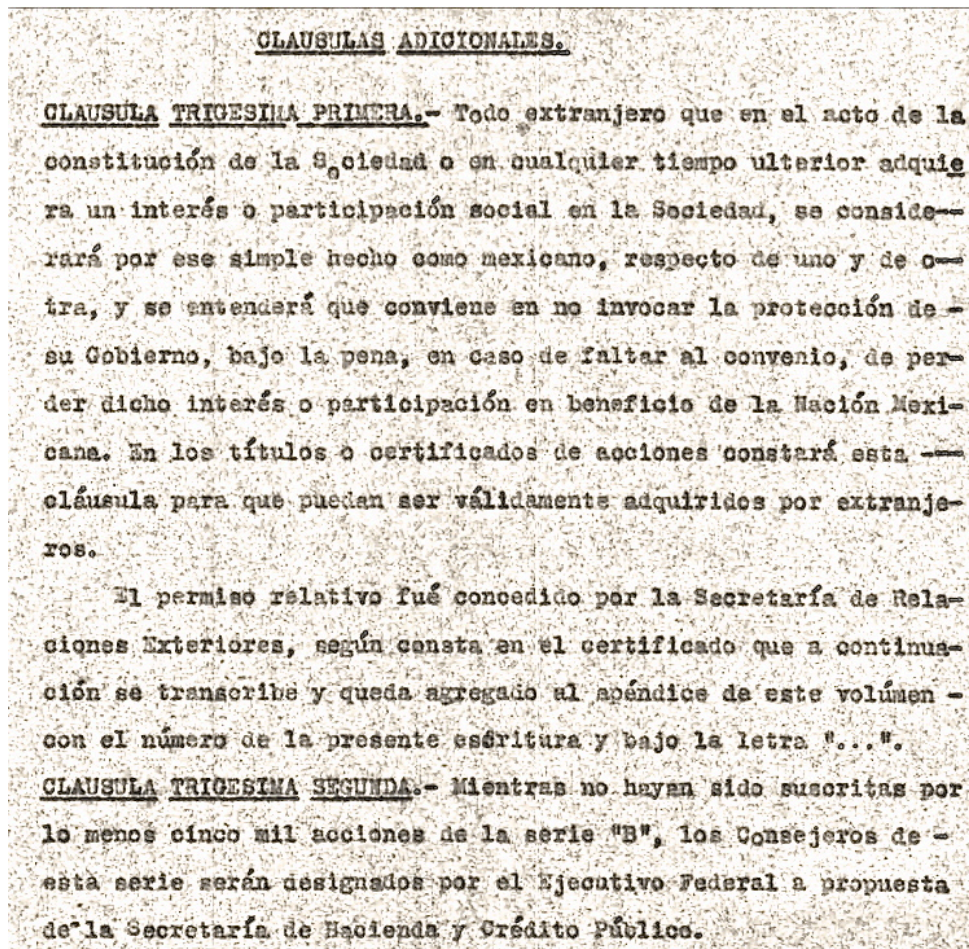 CLAUSULAS ADICIONALES.
CLAUSULA TRIGESIMA PRIMERA.- Todo extranjero que en el acto de la
constitución de la Sociedad o en cualquier tiempo ulterior adquie
ra un interés o participación social en la Sociedad, se conside--
rará por ese simple hecho como mexicano, respecto de uno y de o--
tra, y se entenderá que conviene en no invocar la protección de -
su Gobierno, bajo la pena, en caso de faltar al convenio, de per-
der dicho interés o participación en beneficio de la Nación Mexi-
cana. En los títulos o certificados de acciones constará esta ---
cláusula para que puedan ser válidamente adquiridos por extranje-
ros.
El permiso relativo fué concedido por la Secretaría de Rela-
ciones Exteriores, según consta en el certificado que a continua-
ción se transcribe y queda agregado al apéndice de este volúmen -
con el número de la presente escritura y bajo la letra "...".
CLAUSULA TRIGESIMA SEGUNDA.- Mientras no hayan sido suscritas por
lo menos cinco mil acciones de la serie "B", los Consejeros de -
esta serie serán designados por el Ejecutivo Federal a propuesta
de la Secretaría de Hacienda y Crédito Público.